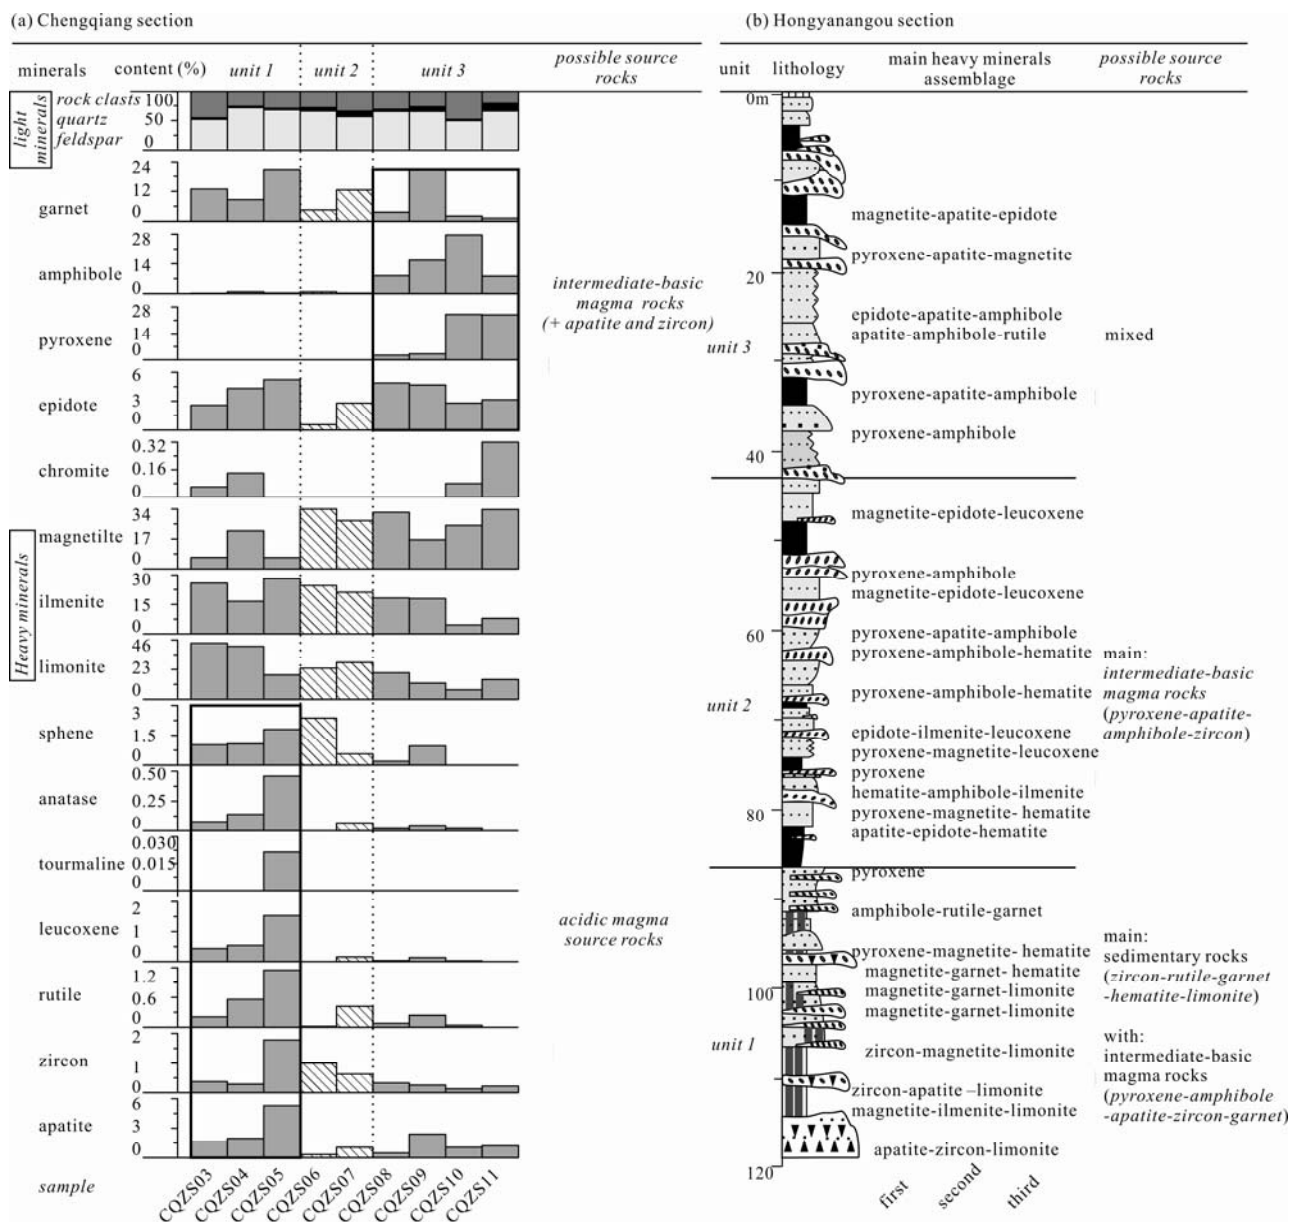 (a) Chengqiang section
minerals content (%) unit 1 unit 2 unit 3 possible source
rocks
light
minerals
rock clasts 100
quartz 50
feldspar 0
garnet 24 12 0
amphibole 28 14 0
pyroxene 28 14 0
epidote 6 3 0
chromite 0.32 0.16 0
Heavy minerals
magnetilte 34 17 0
ilmenite 30 15 0
limonite 46 23 0
sphene 3 1.5 0
anatase 0.50 0.25 0
tourmaline 0.030 0.015 0
leucoxene 2 1 0
rutile 1.2 0.6 0
zircon 2 1 0
apatite 6 3 0
sample CQZS03 CQZS04 CQZS05 CQZS06 CQZS07 CQZS08 CQZS09 CQZS10 CQZS11
intermediate-basic
magma rocks
(+ apatite and zircon)
acidic magma
source rocks
(b) Hongyanangou section
unit lithology main heavy minerals
assemblage
possible source
rocks
0m
magnetite-apatite-epidote
pyroxene-apatite-magnetite
20
epidote-apatite-amphibole
apatite-amphibole-rutile
mixed
unit 3
pyroxene-apatite-amphibole
pyroxene-amphibole
40
magnetite-epidote-leucoxene
pyroxene-amphibole
magnetite-epidote-leucoxene
60
pyroxene-apatite-amphibole
pyroxene-amphibole-hematite
pyroxene-amphibole-hematite
unit 2
epidote-ilmenite-leucoxene
pyroxene-magnetite-leucoxene
pyroxene
hematite-amphibole-ilmenite
80
pyroxene-magnetite- hematite
apatite-epidote-hematite
main:
intermediate-basic
magma rocks
(pyroxene-apatite-
amphibole-zircon)
pyroxene
amphibole-rutile-garnet
pyroxene-magnetite- hematite
magnetite-garnet- hematite
100
magnetite-garnet-limonite
magnetite-garnet-limonite
unit 1
zircon-magnetite-limonite
zircon-apatite –limonite
magnetite-ilmenite-limonite
apatite-zircon-limonite
120
main:
sedimentary rocks
(zircon-rutile-garnet
-hematite-limonite)
with:
intermediate-basic
magma rocks
(pyroxene-amphibole
-apatite-zircon-garnet)
first second third